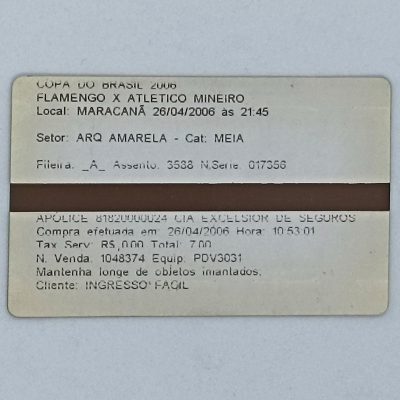 COPA DO BRASIL 2006
FLAMENGO X ATLETICO MINEIRO
Local: MARACANÃ 26/04/2006 às 21:45
Setor: ARQ AMARELA - Cat: MEIA
Fileira: _A_ Assento: 3538 N.Serie: 017356
APOLICE 81820000024 CIA EXCELSIOR DE SEGUROS
Compra efetuada em: 26/04/2006 Hora: 10:53:01
Tax. Serv: R$,0.00 Total: 7.00
N. Venda: 1048374 Equip: PDV3031
Mantenha longe de objetos imantados.
Cliente: INGRESSO FACIL